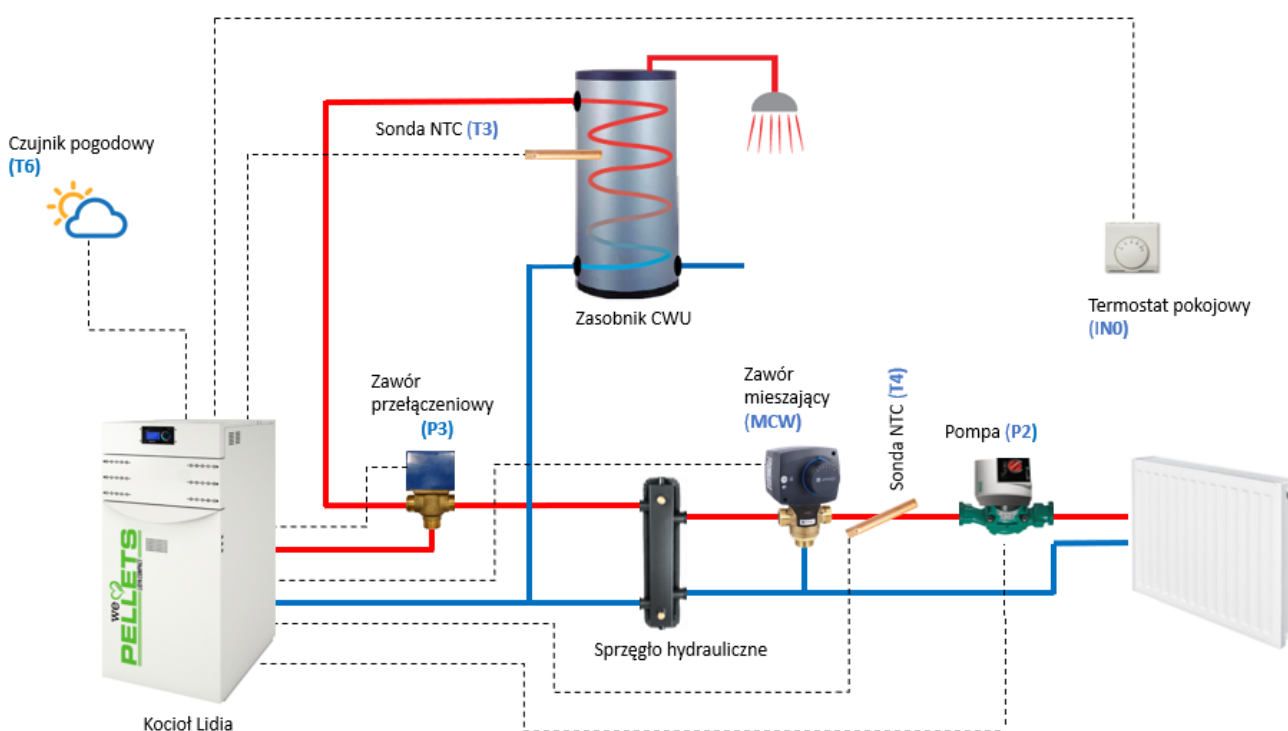 Czujnik pogodowy
(T6)
Sonda NTC (T3)
Zasobnik CWU
Termostat pokojowy
(IN0)
Zawór
przełączeniowy
(P3)
Zawór
mieszający
(MCW)
Sonda NTC (T4)
Pompa (P2)
Sprzęgło hydrauliczne
we
PELLETS
Kocioł Lidia